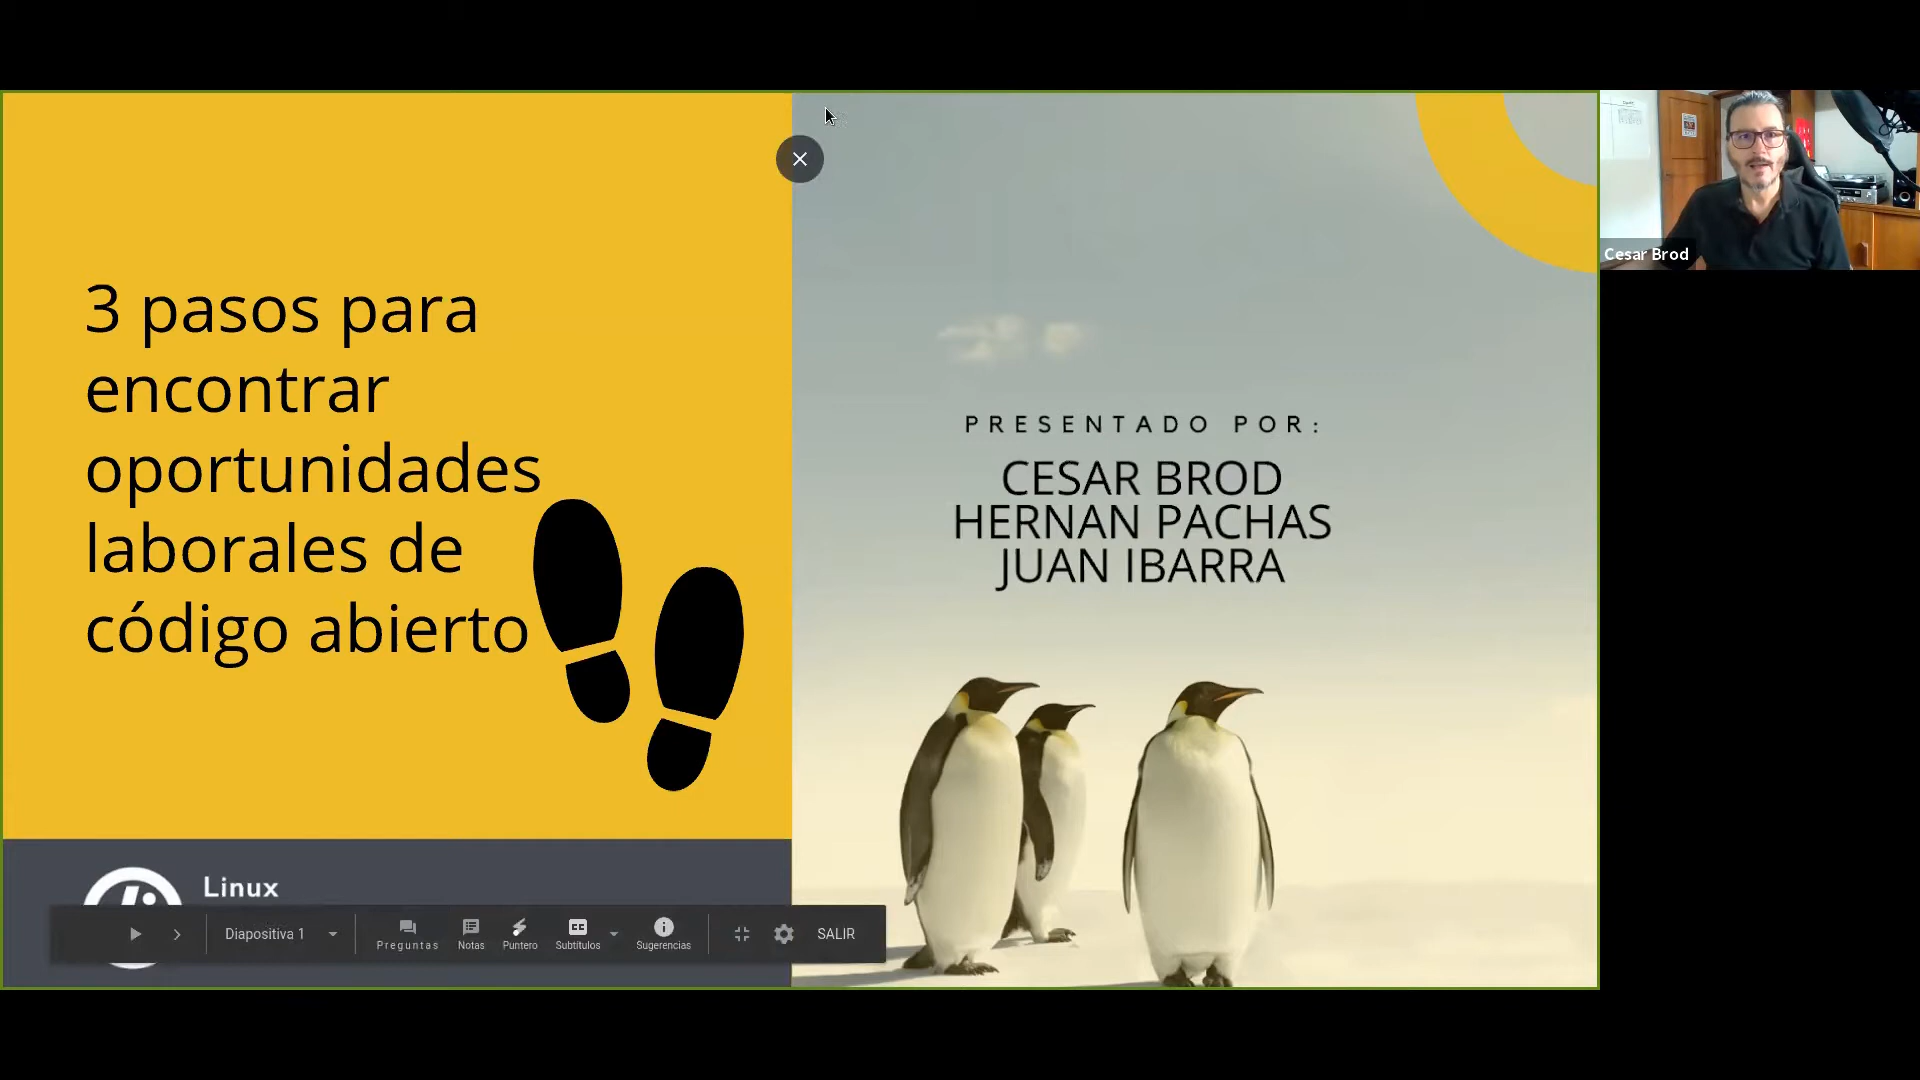 3 pasos para
encontrar
oportunidades
laborales de
código abierto
PRESENTADO POR:
CESAR BROD
HERNAN PACHAS
JUAN IBARRA
Linux
Diapositiva 1
Preguntas
Notas
Puntero
Subtítulos
Sugerencias
SALIR
Cesar Brod